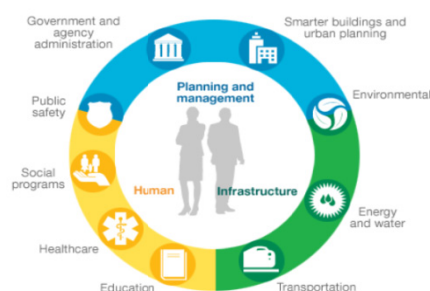 Government and
agency
administration
Smarter buildings and
urban planning
Planning and
management
Environmental
Public
safety
Social
programs
Human
Infrastructure
Energy
and water
Healthcare
Education
Transportation